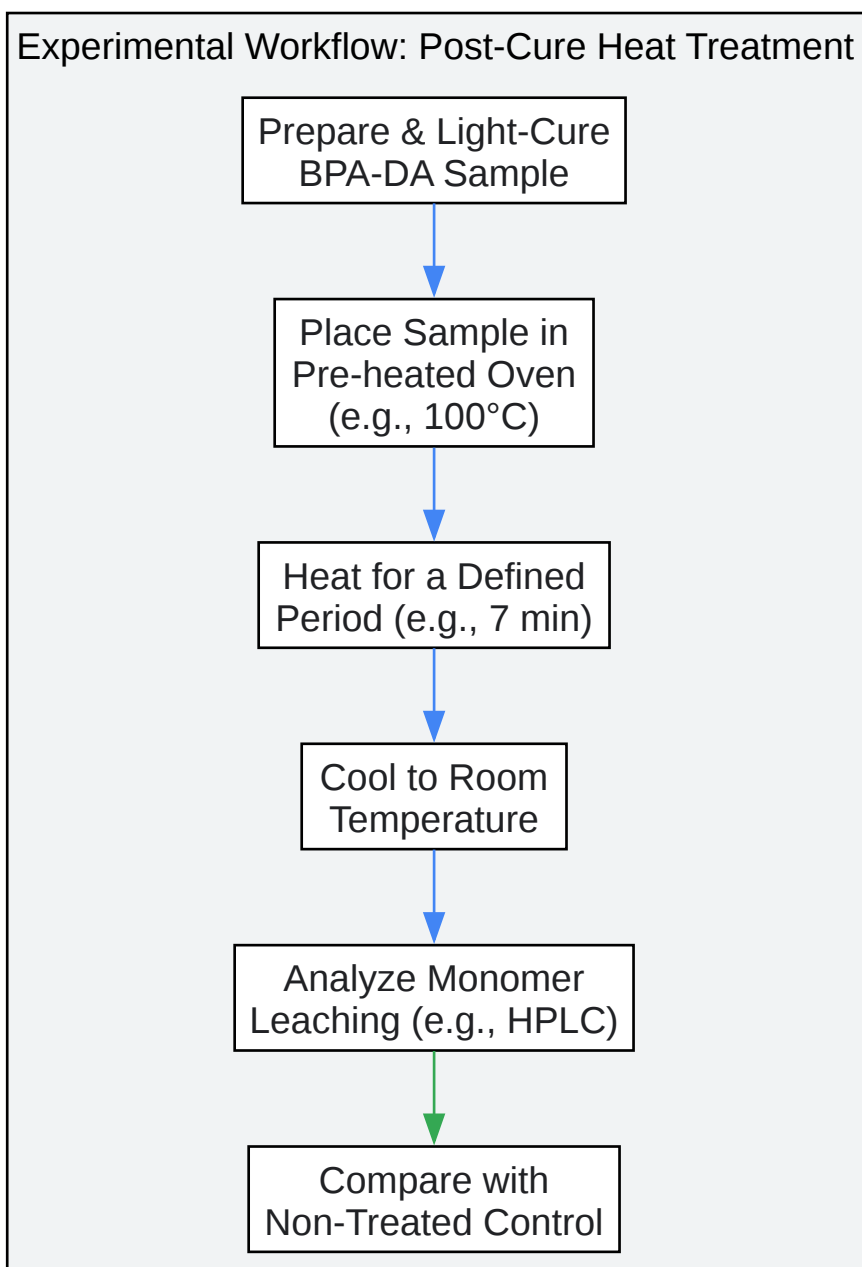 Experimental Workflow: Post-Cure Heat Treatment
Prepare & Light-Cure
BPA-DA Sample
Place Sample in
Pre-heated Oven
(e.g., 100°C)
Heat for a Defined
Period (e.g., 7 min)
Cool to Room
Temperature
Analyze Monomer
Leaching (e.g., HPLC)
Compare with
Non-Treated Control